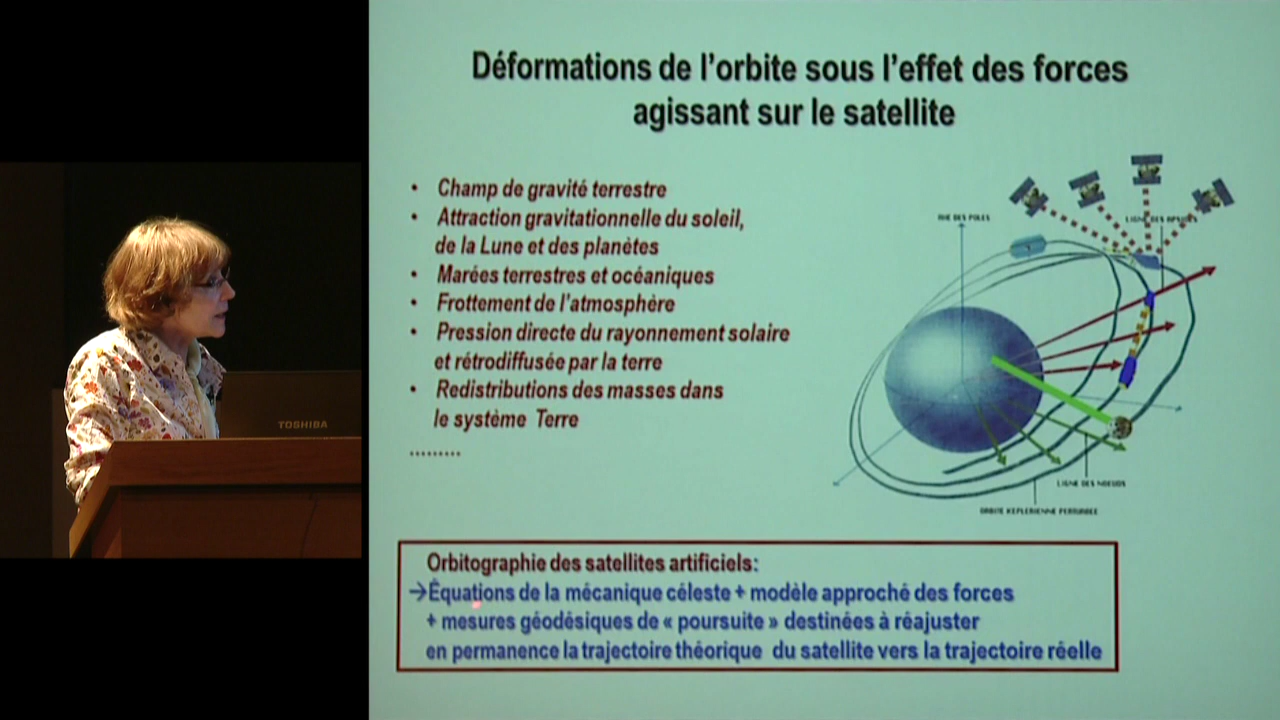 Déformations de l'orbite sous l'effet des forces
agissant sur le satellite
• Champ de gravité terrestre
• Attraction gravitationnelle du soleil,
de la Lune et des planètes
• Marées terrestres et océaniques
• Frottement de l'atmosphère
• Pression directe du rayonnement solaire
et rétrodiffusée par la terre
• Redistributions des masses dans
le système Terre
.........
AXE DES POLES
LIGNE DES APSIDES
LIGNE DES NOEUDS
ORBITE KEPLERIENNE PERTURBEE
TOSHIBA
Orbitographie des satellites artificiels:
→Équations de la mécanique céleste + modèle approché des forces
+ mesures géodésiques de « poursuite » destinées à réajuster
en permanence la trajectoire théorique du satellite vers la trajectoire réelle